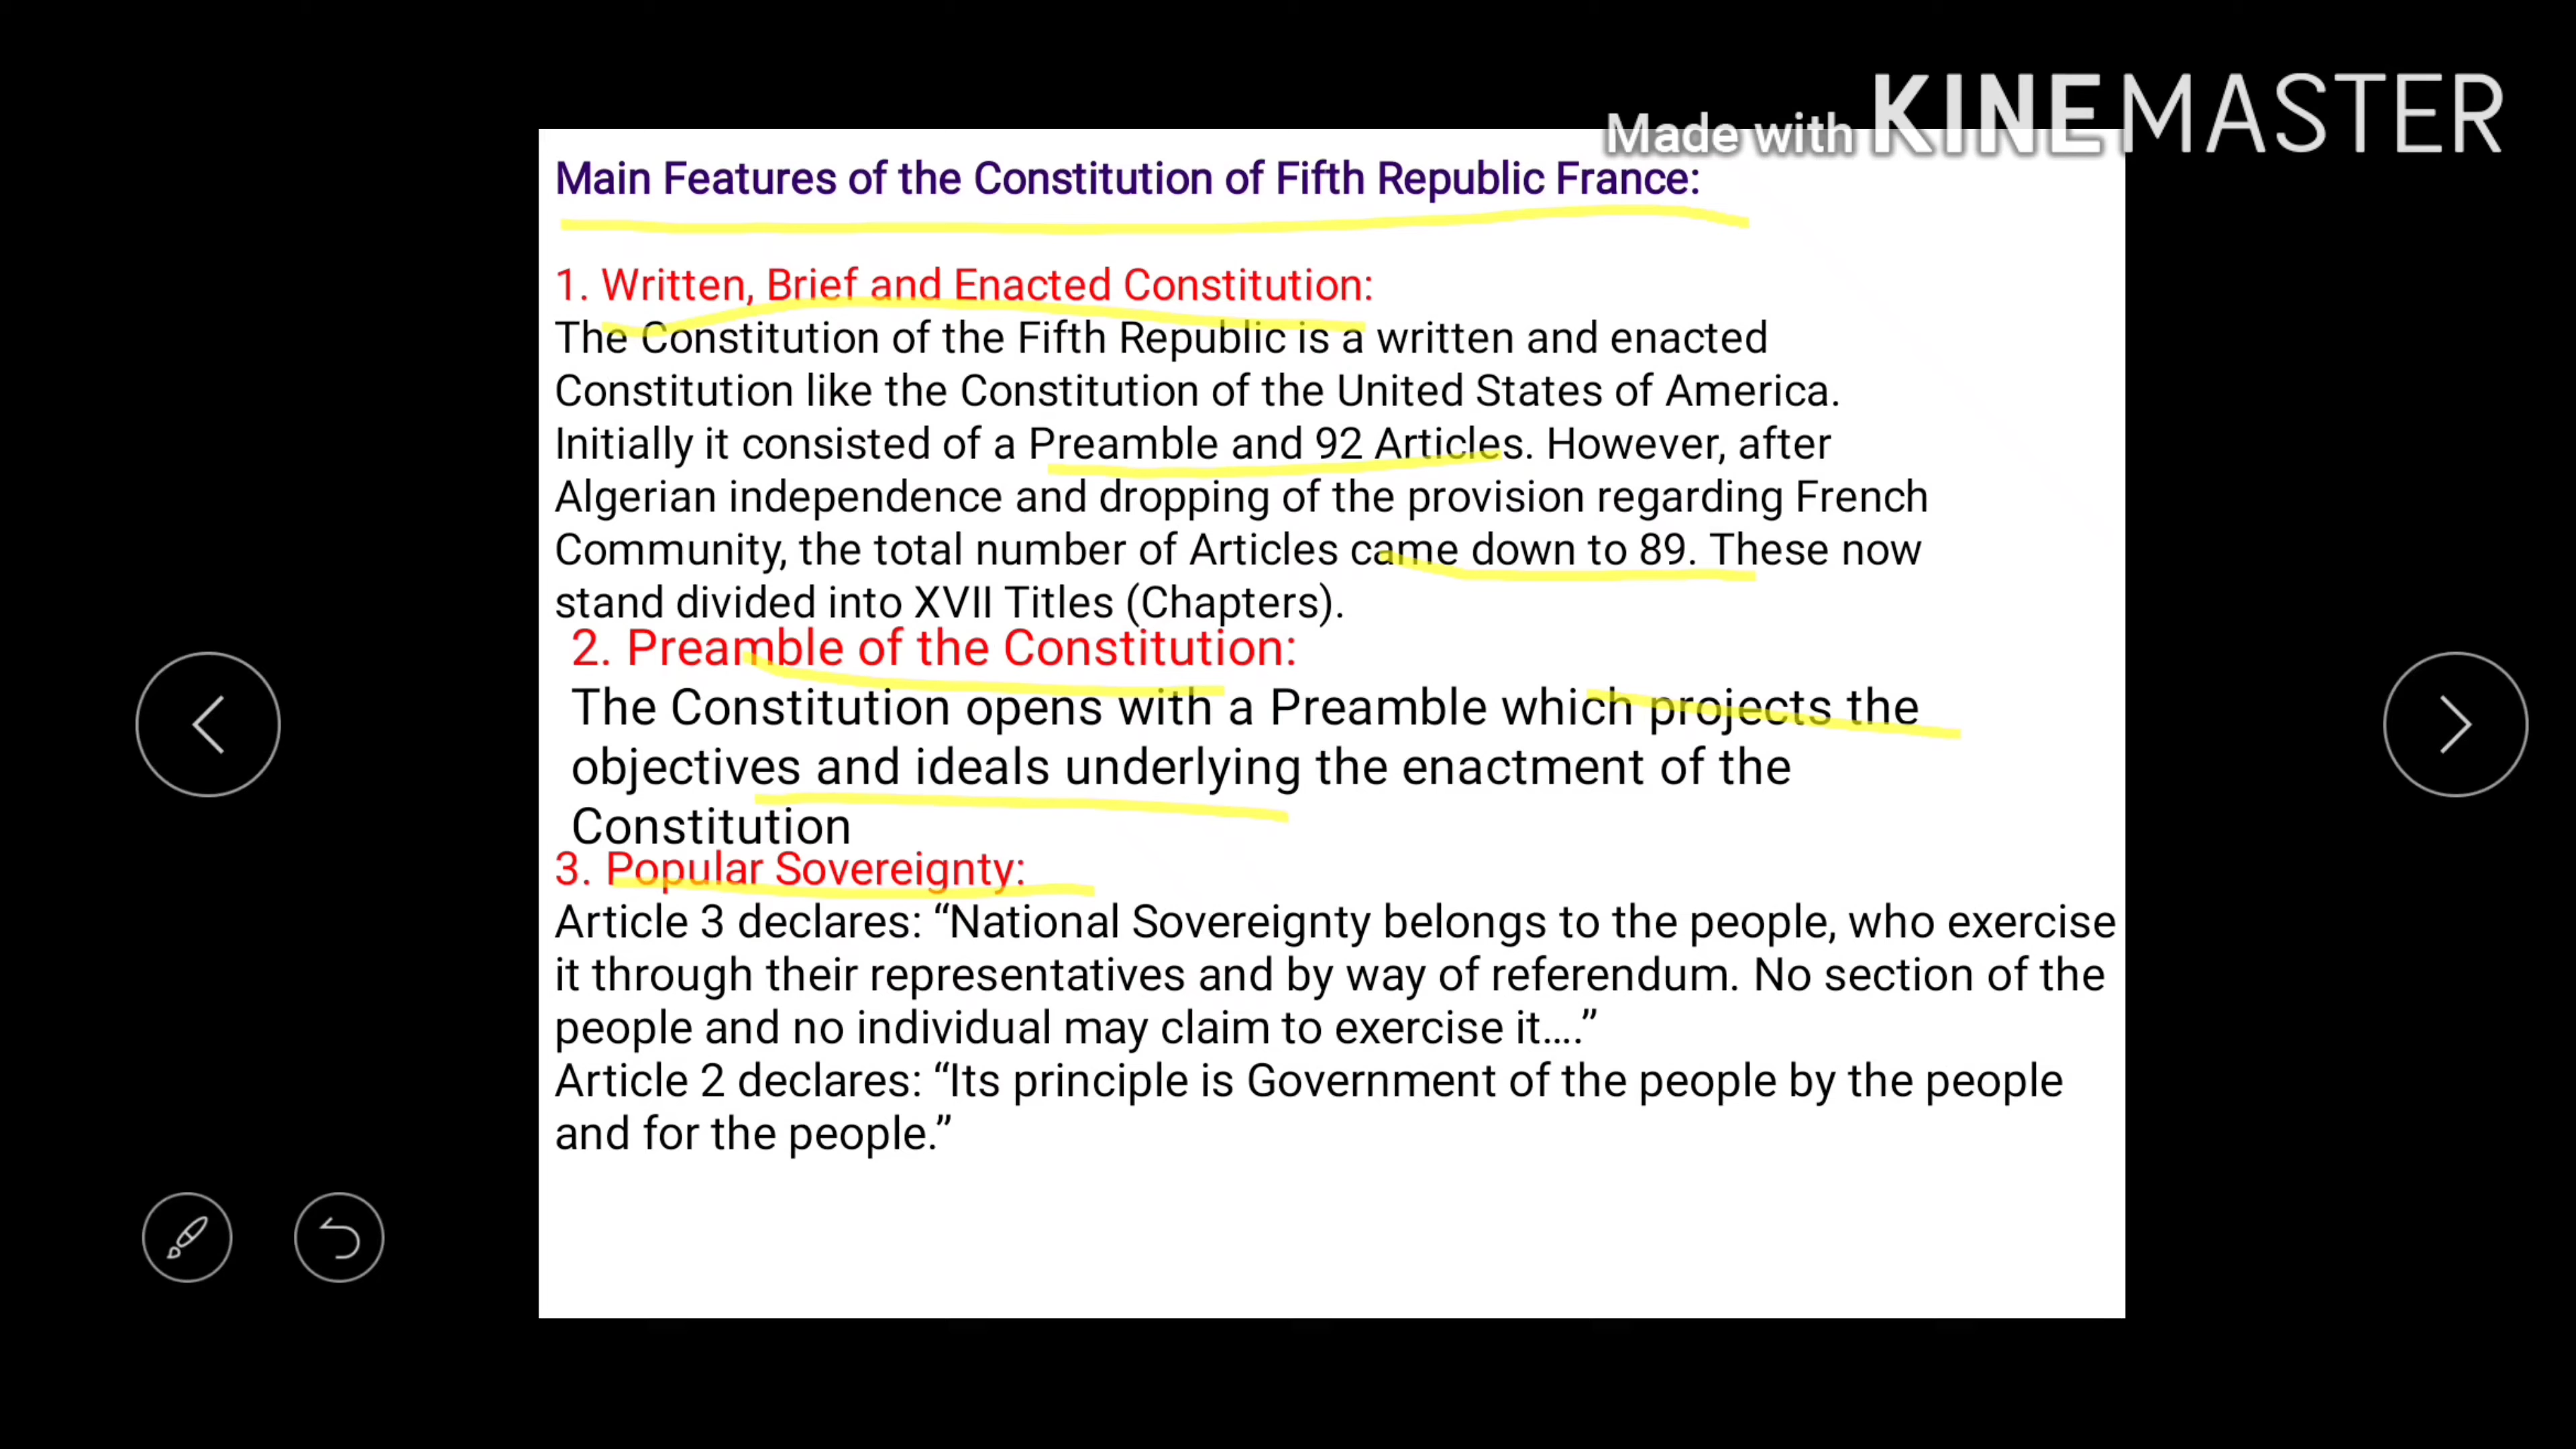 Made with KINEMASTER
Main Features of the Constitution of Fifth Republic France:
1. Written, Brief and Enacted Constitution:
The Constitution of the Fifth Republic is a written and enacted
Constitution like the Constitution of the United States of America.
Initially it consisted of a Preamble and 92 Articles. However, after
Algerian independence and dropping of the provision regarding French
Community, the total number of Articles came down to 89. These now
stand divided into XVII Titles (Chapters).
2. Preamble of the Constitution:
The Constitution opens with a Preamble which projects the
objectives and ideals underlying the enactment of the
Constitution
3. Popular Sovereignty:
Article 3 declares: “National Sovereignty belongs to the people, who exercise
it through their representatives and by way of referendum. No section of the
people and no individual may claim to exercise it....”
Article 2 declares: “Its principle is Government of the people by the people
and for the people.”